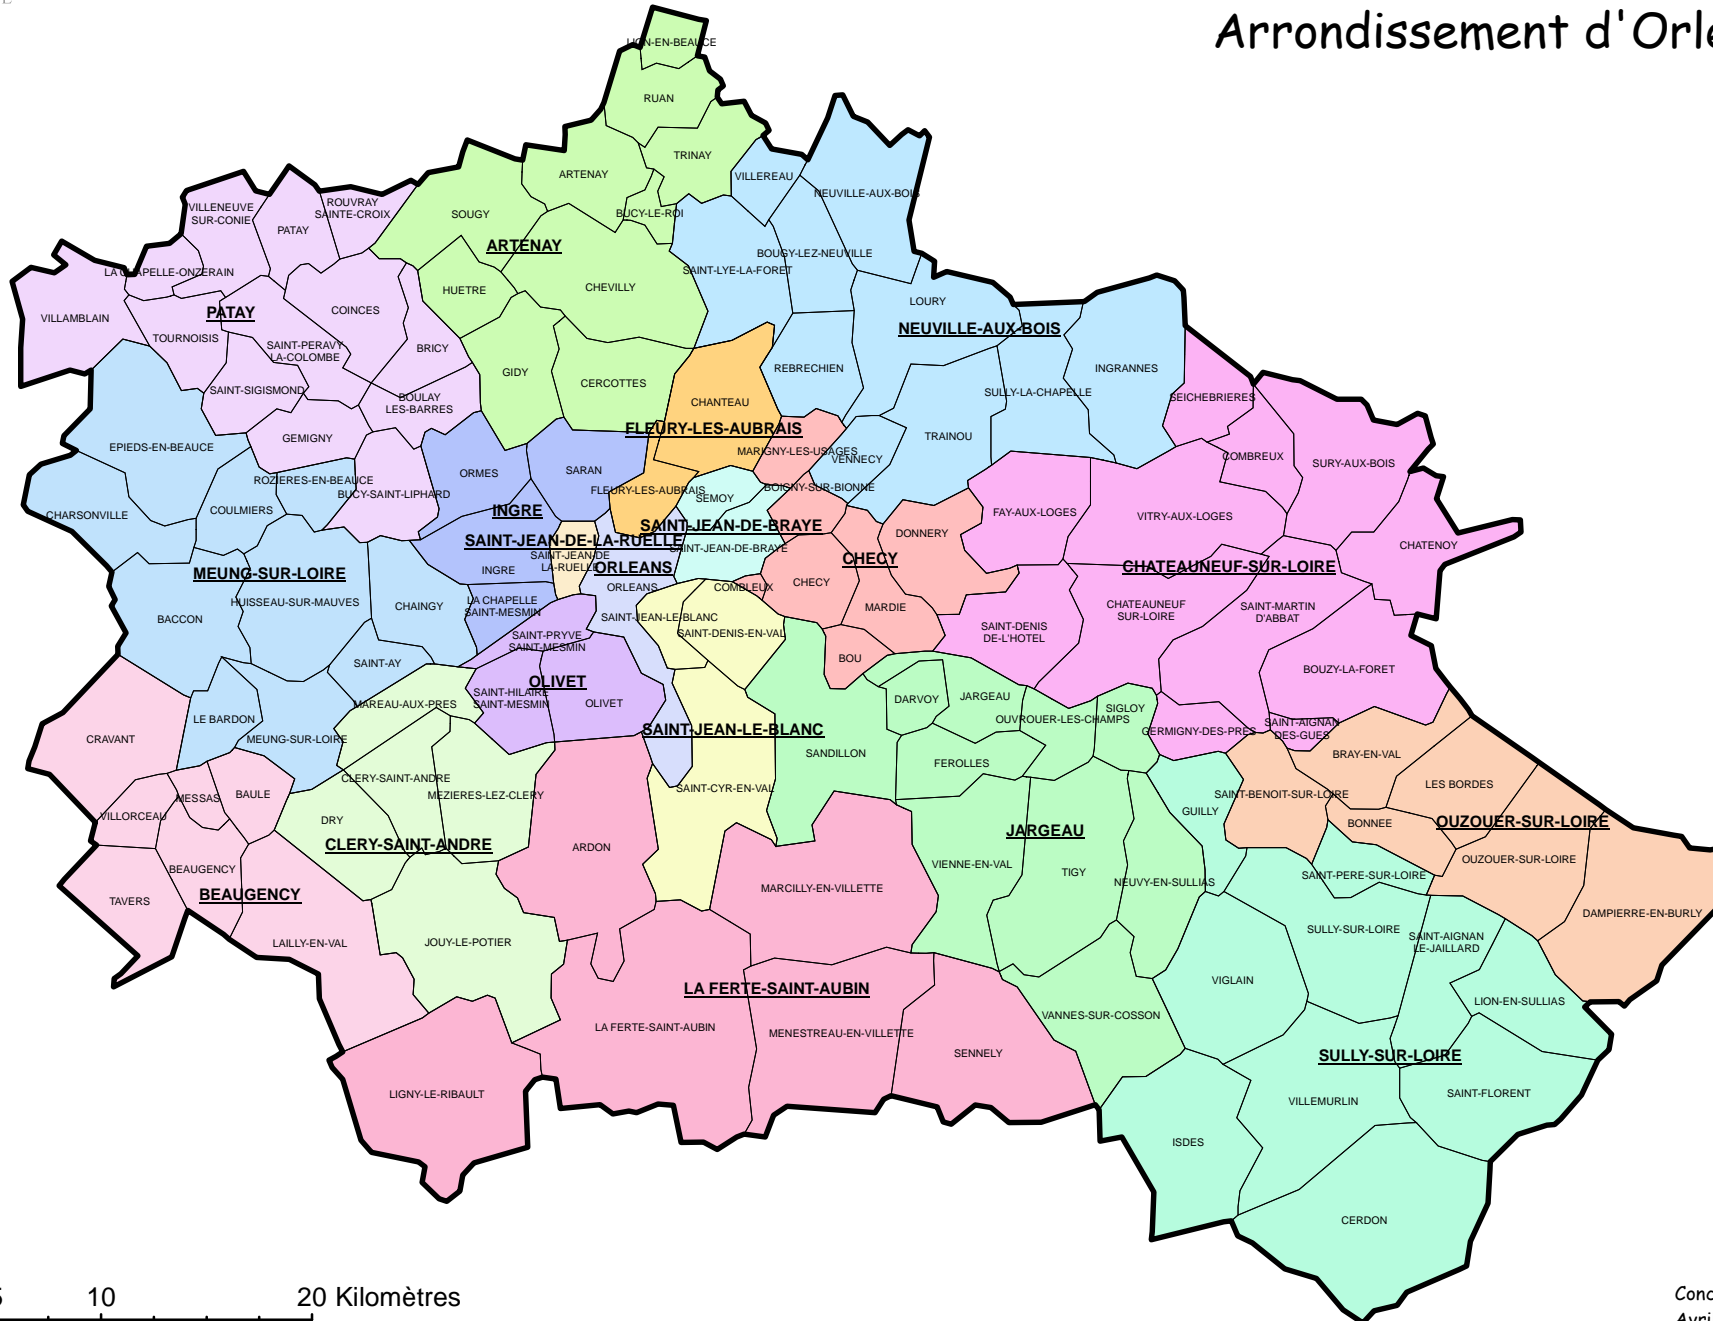 Arrondissement d'Orlé
LION-EN-BEAUCE
RUAN
TRINAY
ARTENAY
VILLEREAU
NEUVILLE-AUX-BOIS
BUCY-LE-ROI
SOUGY
ARTENAY
ROUVRAY
SAINTE-CROIX
VILLENEUVE
SUR-CONIE
PATAY
BOUGY-LEZ-NEUVILLE
SAINT-LYE-LA-FORET
LA CHAPELLE-ONZERAIN
HUETRE
CHEVILLY
LOURY
COINCES
PATAY
VILLAMBLAIN
TOURNOISIS
SAINT-PERAVY
LA-COLOMBE
BRICY
NEUVILLE-AUX-BOIS
REBRECHIEN
INGRANNES
GIDY
CERCOTTES
SAINT-SIGISMOND
BOULAY
LES-BARRES
SULLY-LA-CHAPELLE
SEICHEBRIERES
CHANTEAU
FLEURY-LES-AUBRAIS
GEMIGNY
TRAINOU
EPIEDS-EN-BEAUCE
MARIGNY-LES-USAGES
VENNECY
COMBREUX
SURY-AUX-BOIS
ORMES
SARAN
ROZIERES-EN-BEAUCE
BUCY-SAINT-LIPHARD
FLEURY-LES-AUBRAIS
SEMOY
BOIGNY-SUR-BIONNE
CHARSONVILLE
COULMIERS
INGRE
FAY-AUX-LOGES
VITRY-AUX-LOGES
SAINT-JEAN-DE-BRAYE
SAINT-JEAN-DE-LA-RUELLE
DONNERY
CHATENOY
SAINT-JEAN-DE-BRAYE
CHECY
SAINT-JEAN-DE
LA-RUELLE
ORLEANS
CHATEAUNEUF-SUR-LOIRE
MEUNG-SUR-LOIRE
INGRE
ORLEANS
COMBLEUX
CHECY
HUISSEAU-SUR-MAUVES
CHAINGY
LA CHAPELLE
SAINT-MESMIN
MARDIE
CHATEAUNEUF
SUR-LOIRE
SAINT-MARTIN
D'ABBAT
BACCON
SAINT-JEAN-LE-BLANC
SAINT-DENIS-EN-VAL
SAINT-DENIS
DE-L'HOTEL
SAINT-PRYVE
SAINT-MESMIN
SAINT-AY
BOU
BOUZY-LA-FORET
OLIVET
SAINT-HILAIRE
SAINT-MESMIN
OLIVET
MAREAU-AUX-PRES
DARVOY
JARGEAU
SIGLOY
LE BARDON
OUVROUER-LES-CHAMPS
SAINT-AIGNAN
DES-GUES
GERMIGNY-DES-PRES
CRAVANT
MEUNG-SUR-LOIRE
SAINT-JEAN-LE-BLANC
SANDILLON
FEROLLES
BRAY-EN-VAL
CLERY-SAINT-ANDRE
MEZIERES-LEZ-CLERY
SAINT-CYR-EN-VAL
LES BORDES
SAINT-BENOIT-SUR-LOIRE
MESSAS
BAULE
VILLORCEAU
DRY
GUILLY
BONNEE
OUZOUER-SUR-LOIRE
JARGEAU
CLERY-SAINT-ANDRE
ARDON
OUZOUER-SUR-LOIRE
BEAUGENCY
VIENNE-EN-VAL
TIGY
SAINT-PERE-SUR-LOIRE
NEUVY-EN-SULLIAS
MARCILLY-EN-VILLETTE
BEAUGENCY
TAVERS
DAMPIERRE-EN-BURLY
SULLY-SUR-LOIRE
SAINT-AIGNAN
LE-JAILLARD
LAILLY-EN-VAL
JOUY-LE-POTIER
VIGLAIN
LA FERTE-SAINT-AUBIN
LION-EN-SULLIAS
VANNES-SUR-COSSON
LA FERTE-SAINT-AUBIN
MENESTREAU-EN-VILLETTE
SENNELY
SULLY-SUR-LOIRE
LIGNY-LE-RIBAULT
VILLEMURLIN
SAINT-FLORENT
ISDES
CERDON
5 10 20 Kilomètres
Conc
Avri